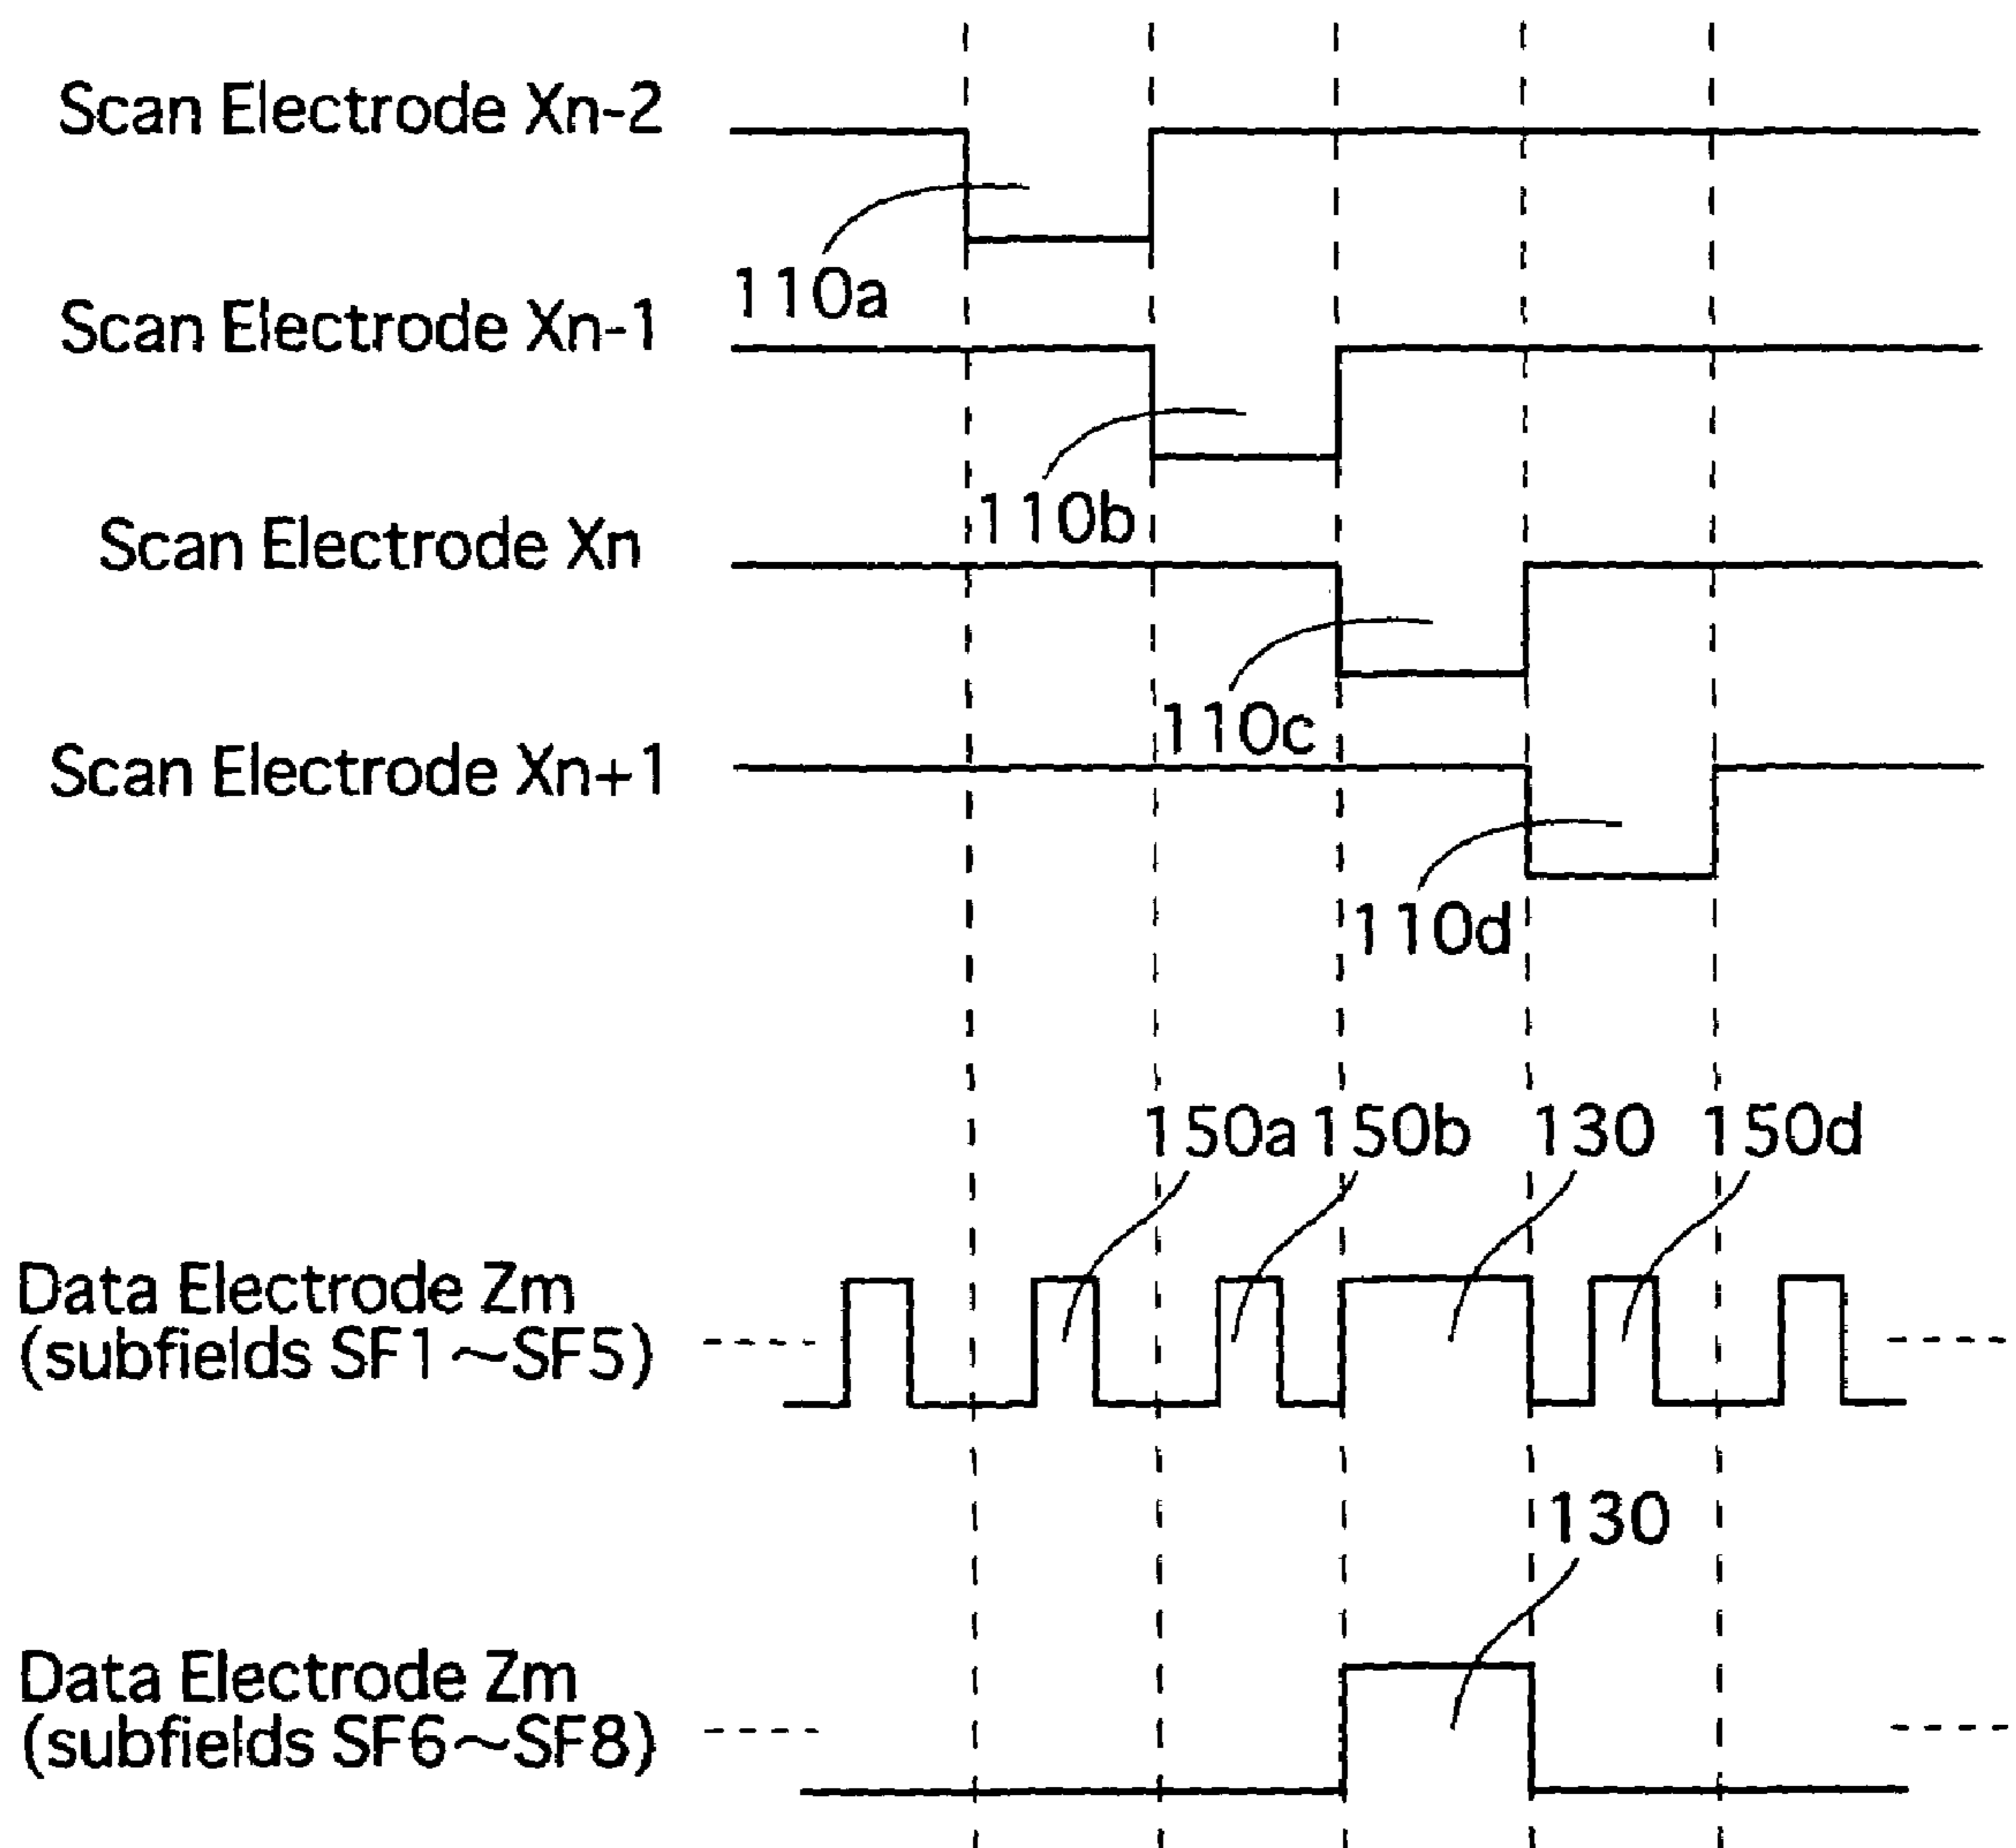 Scan Electrode Xn-2
110a
Scan Electrode Xn-1
110b
Scan Electrode Xn
110c
Scan Electrode Xn+1
110d
150a 150b 130 150d
Data Electrode Zm
(subfields SF1~SF5)
130
Data Electrode Zm
(subfields SF6~SF8)